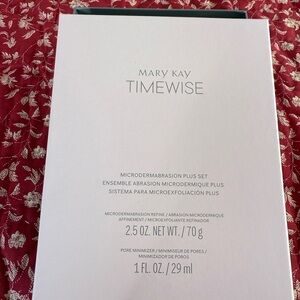 MARY KAY
TIMEWISE
MICRODERMABRASION PLUS SET
ENSEMBLE ABRASION MICRODERMIQUE PLUS
SISTEMA PARA MICROEXFOLIACIÓN PLUS
MICRODERMABRASION REFINE / ABRASION MICRODERMIQUE
AFFINEMENT / MICROEXFOLIANTE REFINADOR
2.5 OZ. NET WT. / 70 g
PORE MINIMIZER / MINIMISEUR DE PORES /
MINIMIZADOR DE POROS
1 FL. OZ. / 29 ml